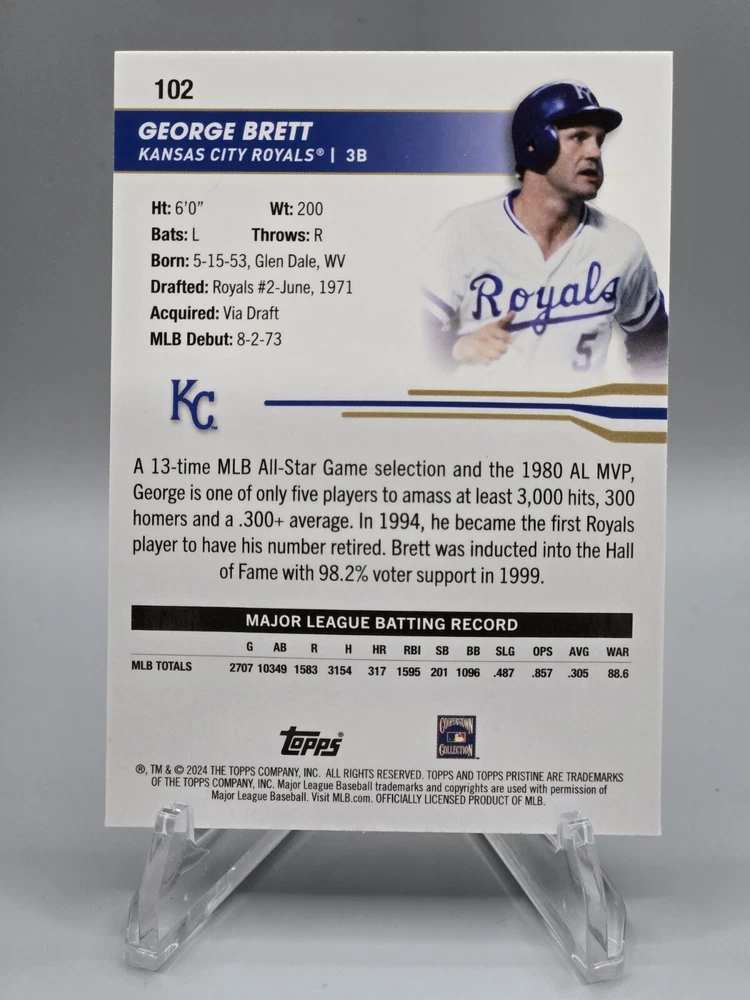 102
GEORGE BRETT
KANSAS CITY ROYALS® | 3B
KC
Royals
5
Ht: 6'0" Wt: 200
Bats: L Throws: R
Born: 5-15-53, Glen Dale, WV
Drafted: Royals #2-June, 1971
Acquired: Via Draft
MLB Debut: 8-2-73
KC™
A 13-time MLB All-Star Game selection and the 1980 AL MVP,
George is one of only five players to amass at least 3,000 hits, 300
homers and a .300+ average. In 1994, he became the first Royals
player to have his number retired. Brett was inducted into the Hall
of Fame with 98.2% voter support in 1999.
MAJOR LEAGUE BATTING RECORD
G AB R H HR RBI SB BB SLG OPS AVG WAR
MLB TOTALS 2707 10349 1583 3154 317 1595 201 1096 .487 .857 .305 88.6
topps®
COOPERSTOWN
COLLECTION™
®, TM & © 2024 THE TOPPS COMPANY, INC. ALL RIGHTS RESERVED. TOPPS AND TOPPS PRISTINE ARE TRADEMARKS
OF THE TOPPS COMPANY, INC. Major League Baseball trademarks and copyrights are used with permission of
Major League Baseball. Visit MLB.com. OFFICIALLY LICENSED PRODUCT OF MLB.